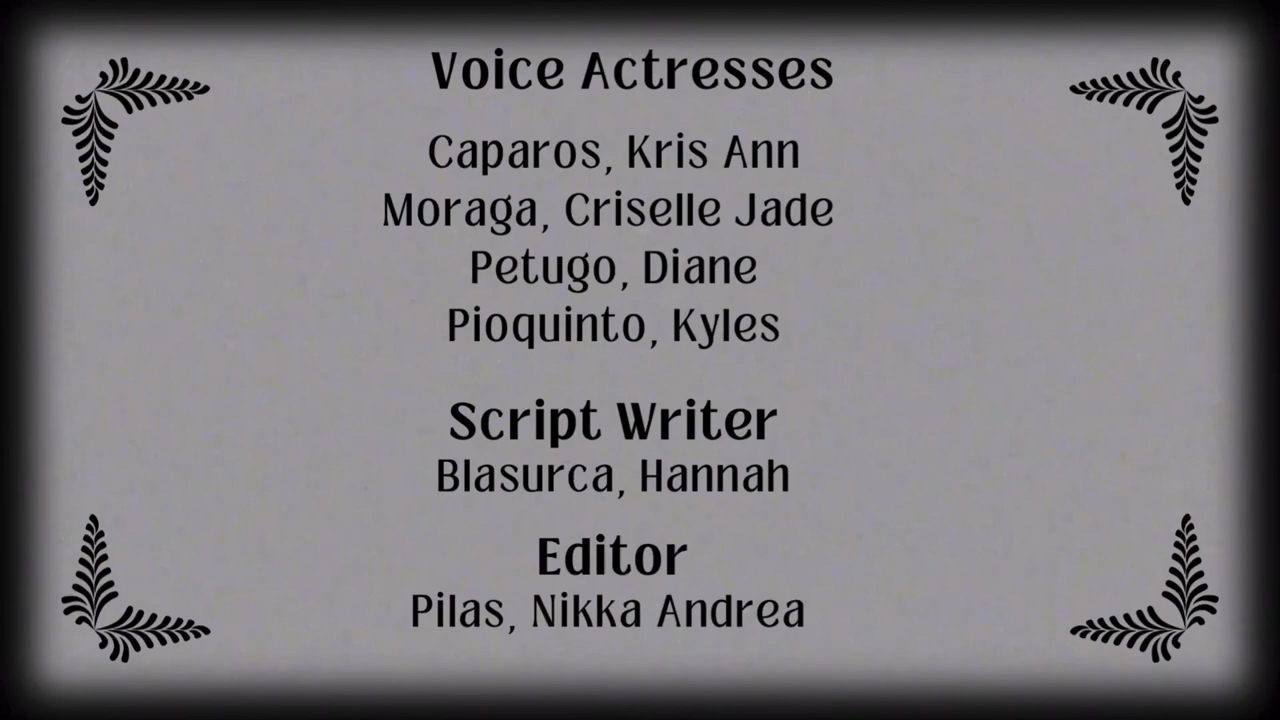 Voice Actresses
Caparos, Kris Ann
Moraga, Criselle Jade
Petugo, Diane
Pioquinto, Kyles
Script Writer
Blasurca, Hannah
Editor
Pilas, Nikka Andrea